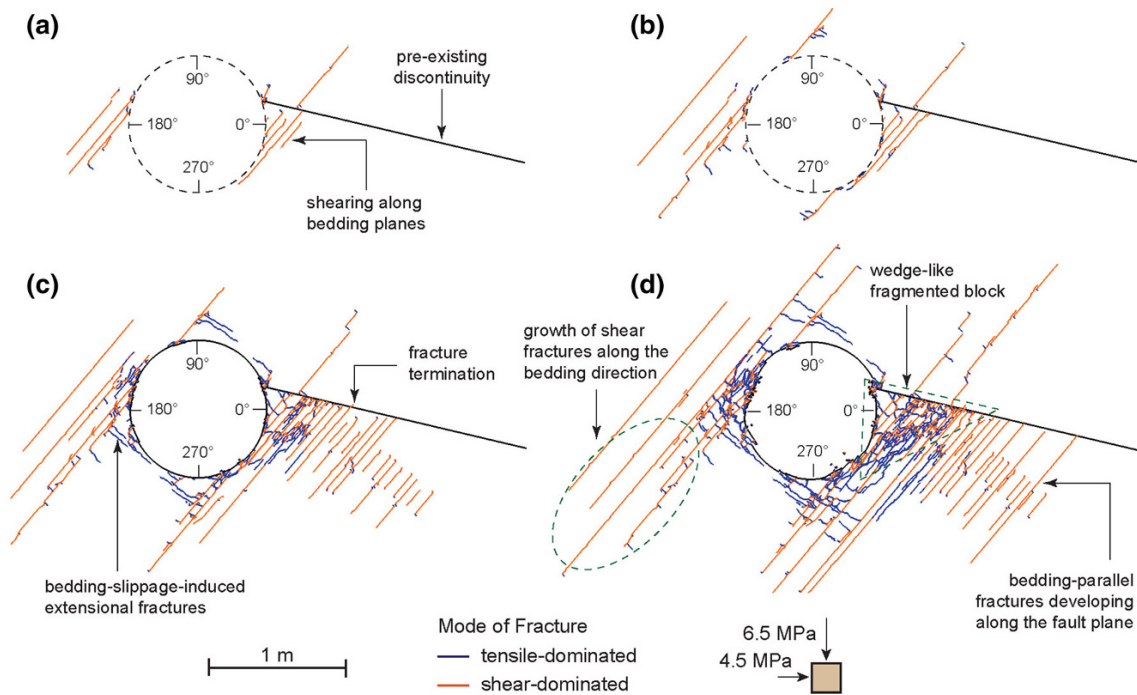 (a)
90°
180°
0°
270°
pre-existing
discontinuity
shearing along
bedding planes
(b)
90°
180°
0°
270°
(c)
90°
180°
0°
270°
fracture
termination
bedding-slippage-induced
extensional fractures
(d)
90°
180°
0°
270°
wedge-like
fragmented block
growth of shear
fractures along the
bedding direction
bedding-parallel
fractures developing
along the fault plane
1 m
Mode of Fracture
tensile-dominated
shear-dominated
6.5 MPa
4.5 MPa